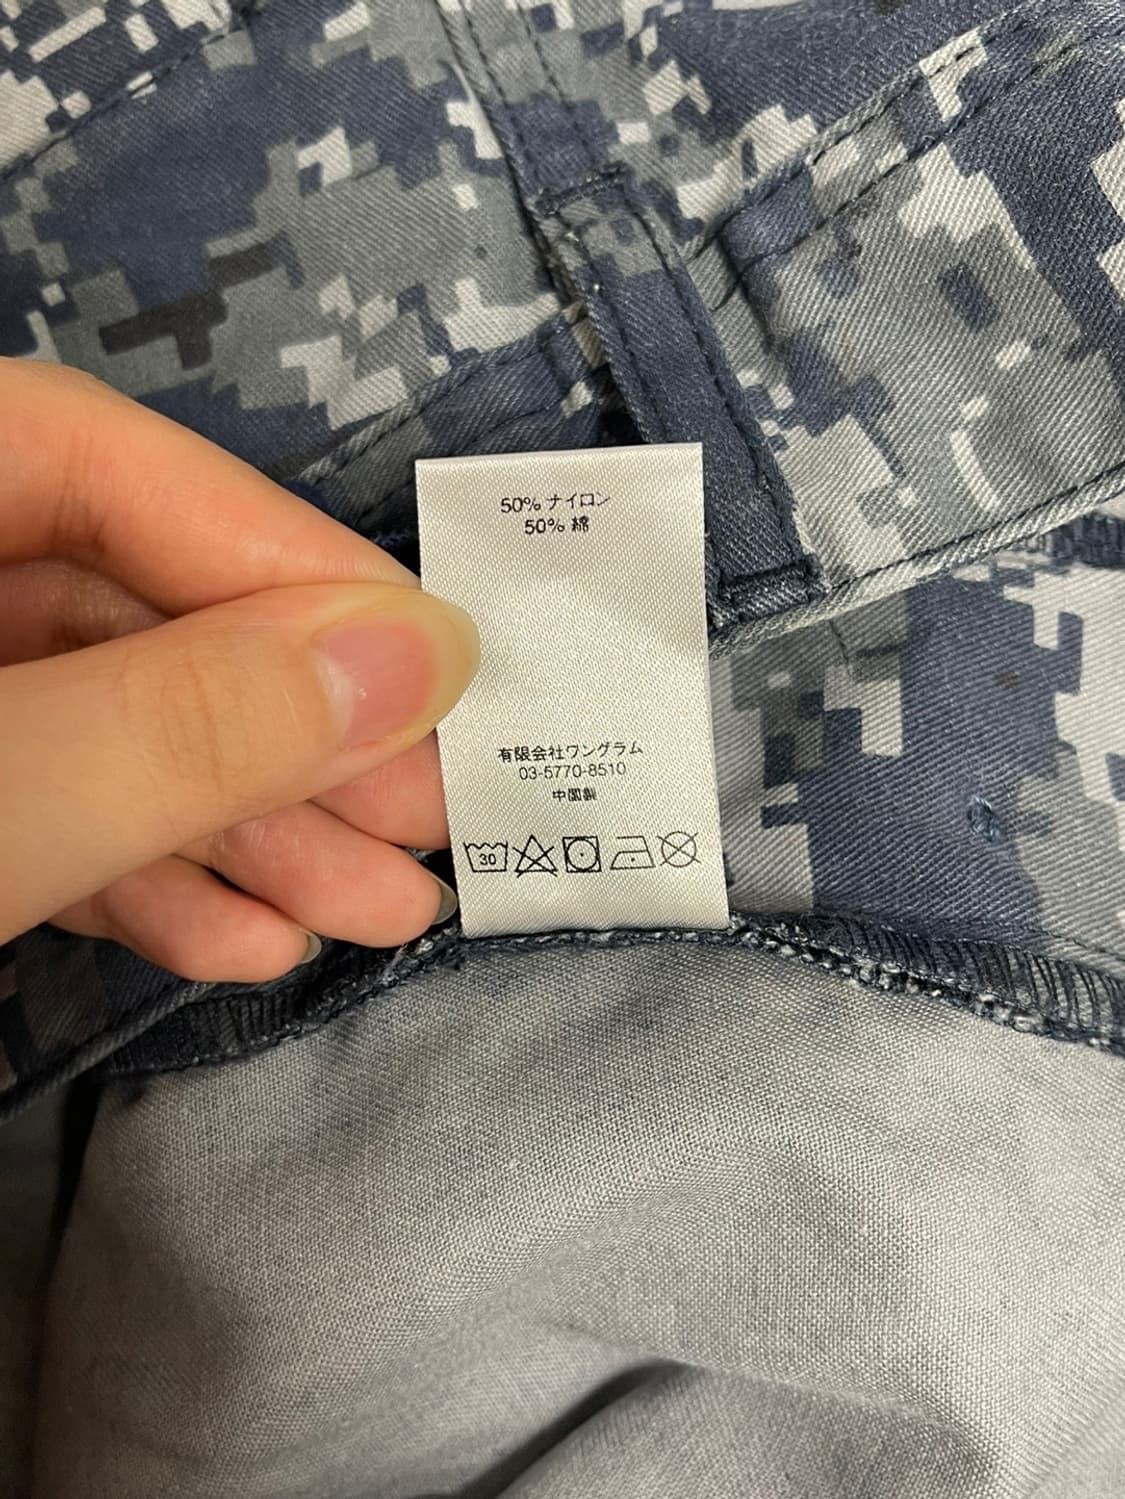 50% ナイロン
50% 綿
有限会社ワングラム
03-5770-8510
中国製
30